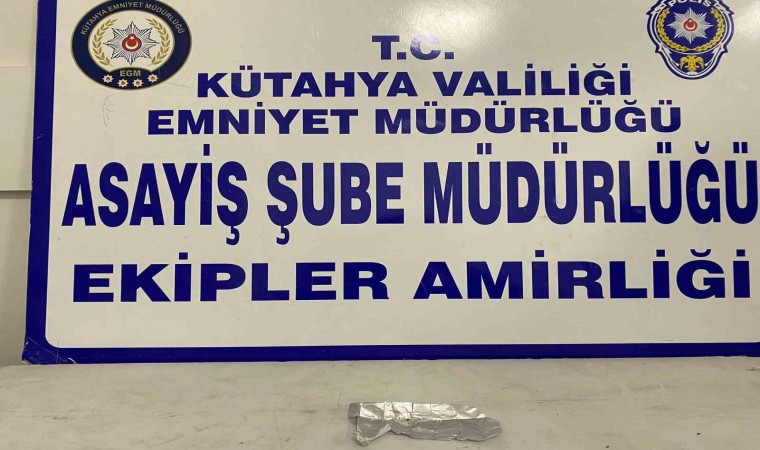 KÜTAHYA EMNİYET MÜDÜRLÜĞÜ
EGM
POLİS
T.C.
KÜTAHYA VALİLİĞİ
EMNİYET MÜDÜRLÜĞÜ
ASAYİŞ ŞUBE MÜDÜRLÜĞÜ
EKİPLER AMİRLİĞİ